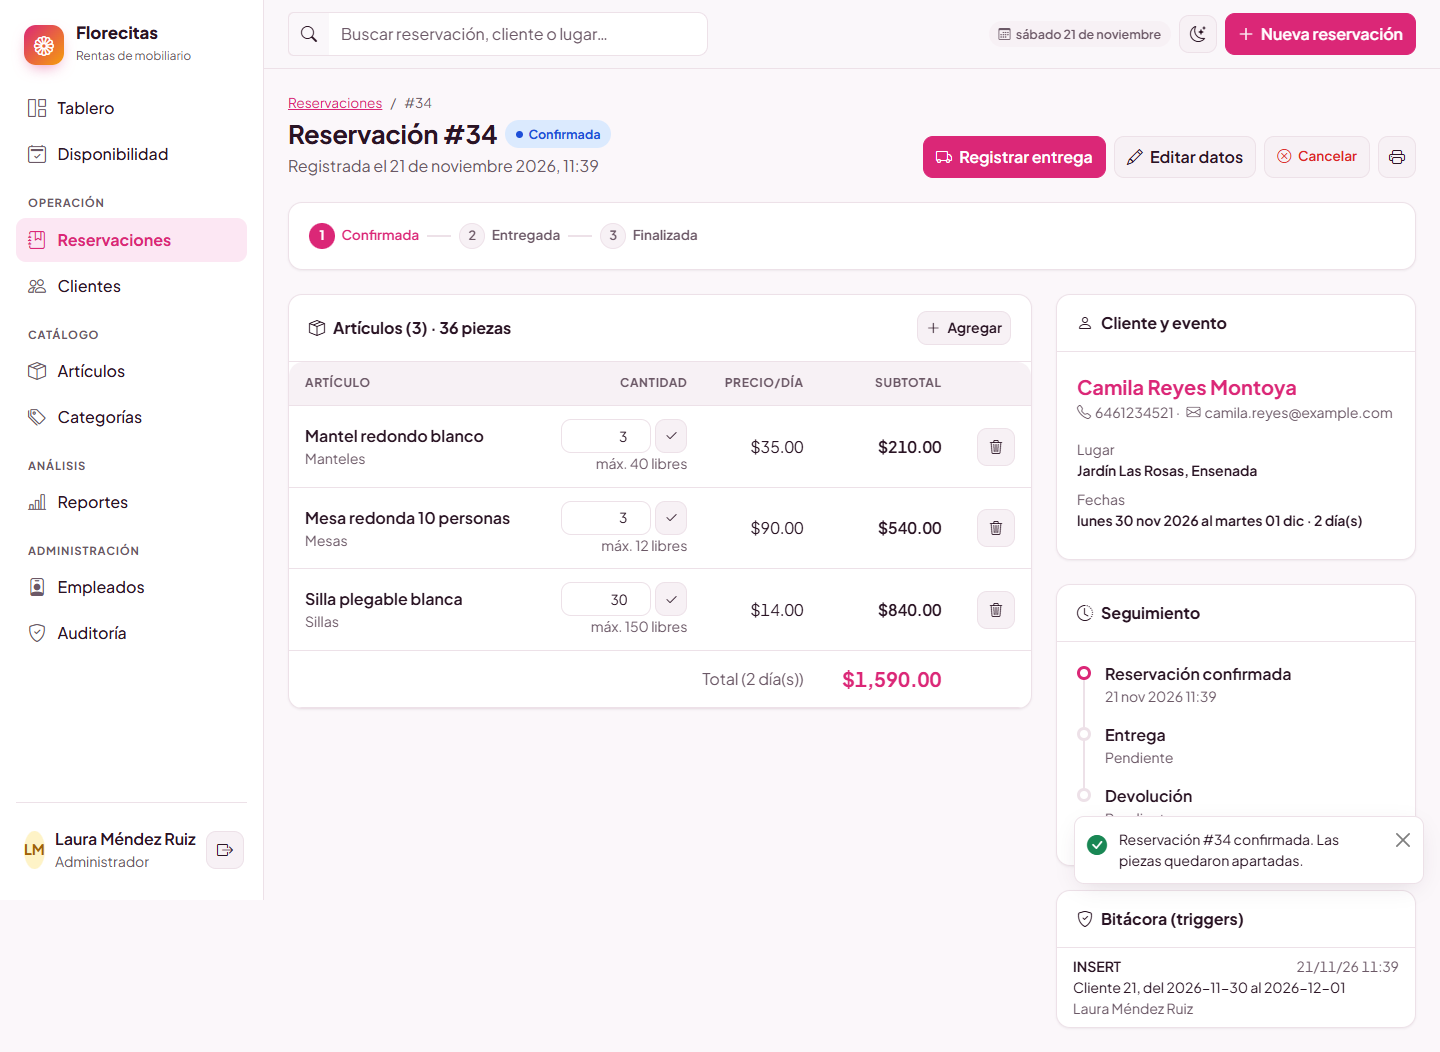 Florecitas
Rentas de mobiliario
Tablero
Disponibilidad
OPERACIÓN
Reservaciones
Clientes
CATÁLOGO
Artículos
Categorías
ANÁLISIS
Reportes
ADMINISTRACIÓN
Empleados
Auditoría
LM
Laura Méndez Ruiz
Administrador
Buscar reservación, cliente o lugar...
sábado 21 de noviembre
Nueva reservación
Reservaciones / #34
Reservación #34
Confirmada
Registrada el 21 de noviembre 2026, 11:39
Registrar entrega
Editar datos
Cancelar
1 Confirmada
2 Entregada
3 Finalizada
Artículos (3) · 36 piezas
Agregar
ARTÍCULO CANTIDAD PRECIO/DÍA SUBTOTAL
Mantel redondo blanco 3 $35.00 $210.00
Manteles máx. 40 libres
Mesa redonda 10 personas 3 $90.00 $540.00
Mesas máx. 12 libres
Silla plegable blanca 30 $14.00 $840.00
Sillas máx. 150 libres
Total (2 día(s)) $1,590.00
Cliente y evento
Camila Reyes Montoya
6461234521 · camila.reyes@example.com
Lugar
Jardín Las Rosas, Ensenada
Fechas
lunes 30 nov 2026 al martes 01 dic · 2 día(s)
Seguimiento
Reservación confirmada
21 nov 2026 11:39
Entrega
Pendiente
Devolución
Reservación #34 confirmada. Las
piezas quedaron apartadas.
Bitácora (triggers)
INSERT 21/11/26 11:39
Cliente 21, del 2026-11-30 al 2026-12-01
Laura Méndez Ruiz